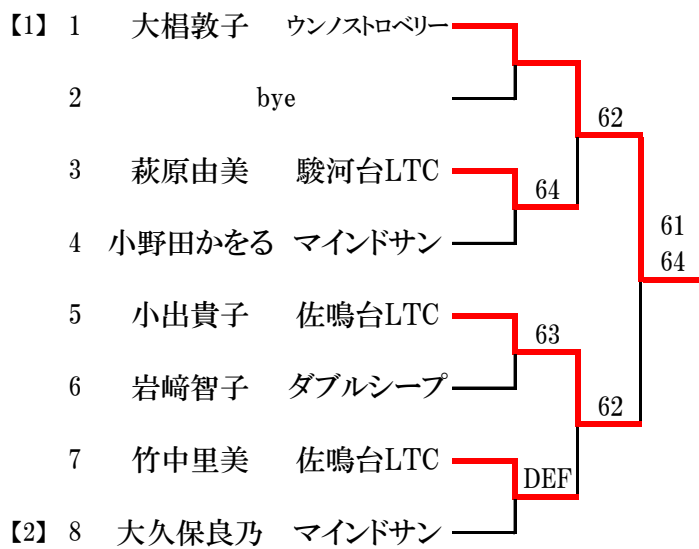 【1】 1 大椙敦子 ウンノストロベリー
2 bye
62
3 萩原由美 駿河台LTC
64
4 小野田かをる マインドサン
61
64
5 小出貴子 佐鳴台LTC
63
6 岩﨑智子 ダブルシープ
62
7 竹中里美 佐鳴台LTC
DEF
【2】 8 大久保良乃 マインドサン